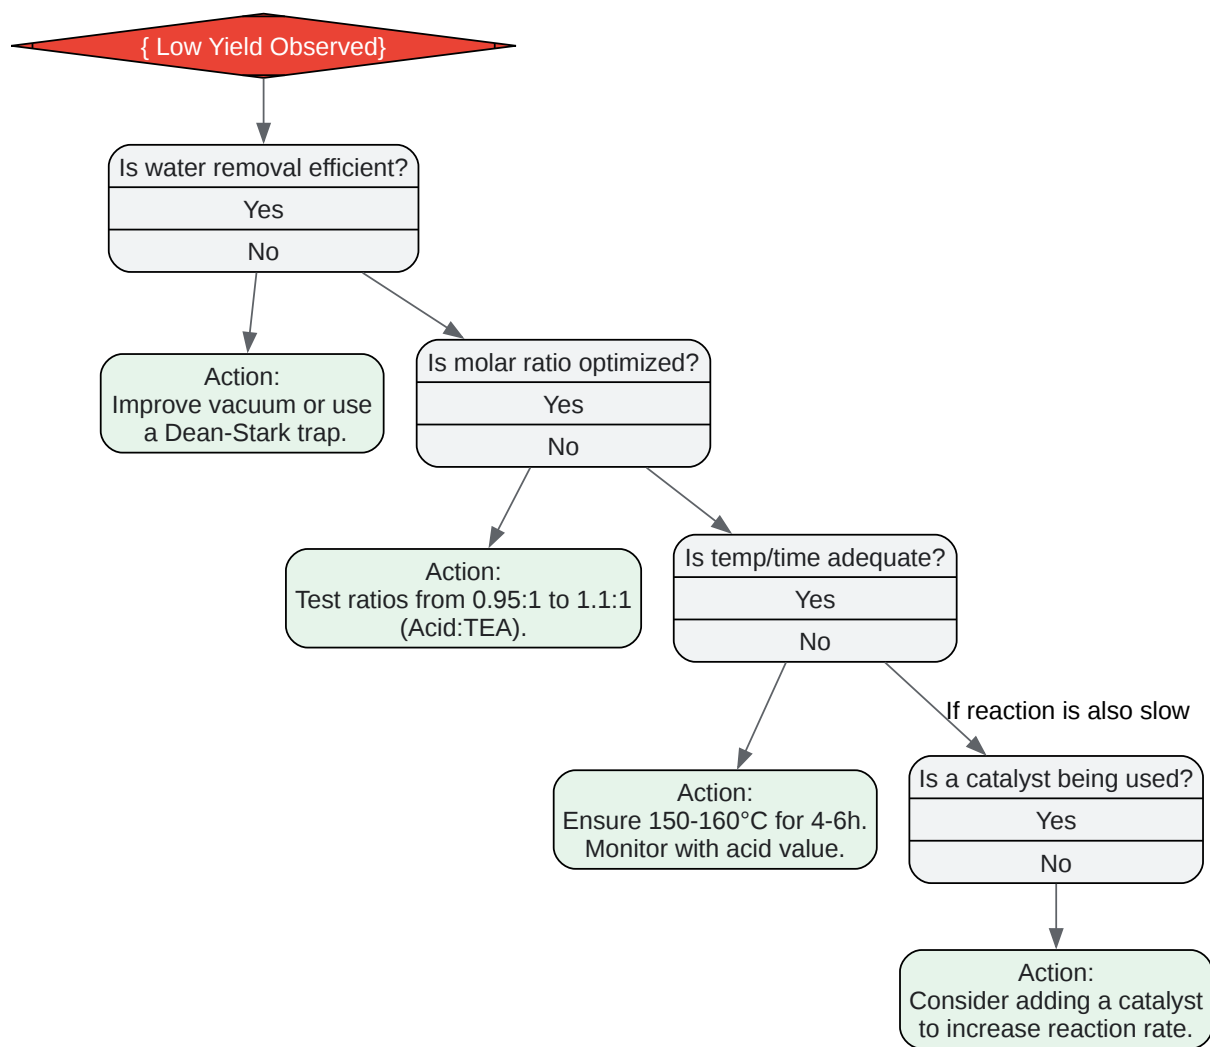 { Low Yield Observed}
Is water removal efficient?
Yes
No
Action:
Improve vacuum or use
a Dean-Stark trap.
Is molar ratio optimized?
Yes
No
Action:
Test ratios from 0.95:1 to 1.1:1
(Acid:TEA).
Is temp/time adequate?
Yes
No
If reaction is also slow
Action:
Ensure 150-160°C for 4-6h.
Monitor with acid value.
Is a catalyst being used?
Yes
No
Action:
Consider adding a catalyst
to increase reaction rate.